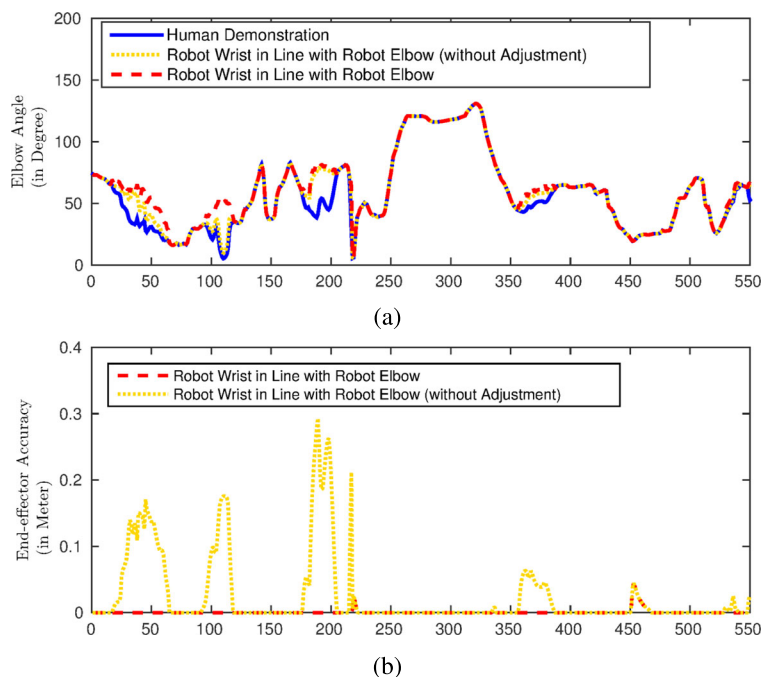 200
150
100
50
0
Elbow Angle
(in Degree)
Human Demonstration
Robot Wrist in Line with Robot Elbow (without Adjustment)
Robot Wrist in Line with Robot Elbow
0 50 100 150 200 250 300 350 400 450 500 550
(a)
0.4
0.3
0.2
0.1
0
End-effector Accuracy
(in Meter)
Robot Wrist in Line with Robot Elbow
Robot Wrist in Line with Robot Elbow (without Adjustment)
0 50 100 150 200 250 300 350 400 450 500 550
(b)